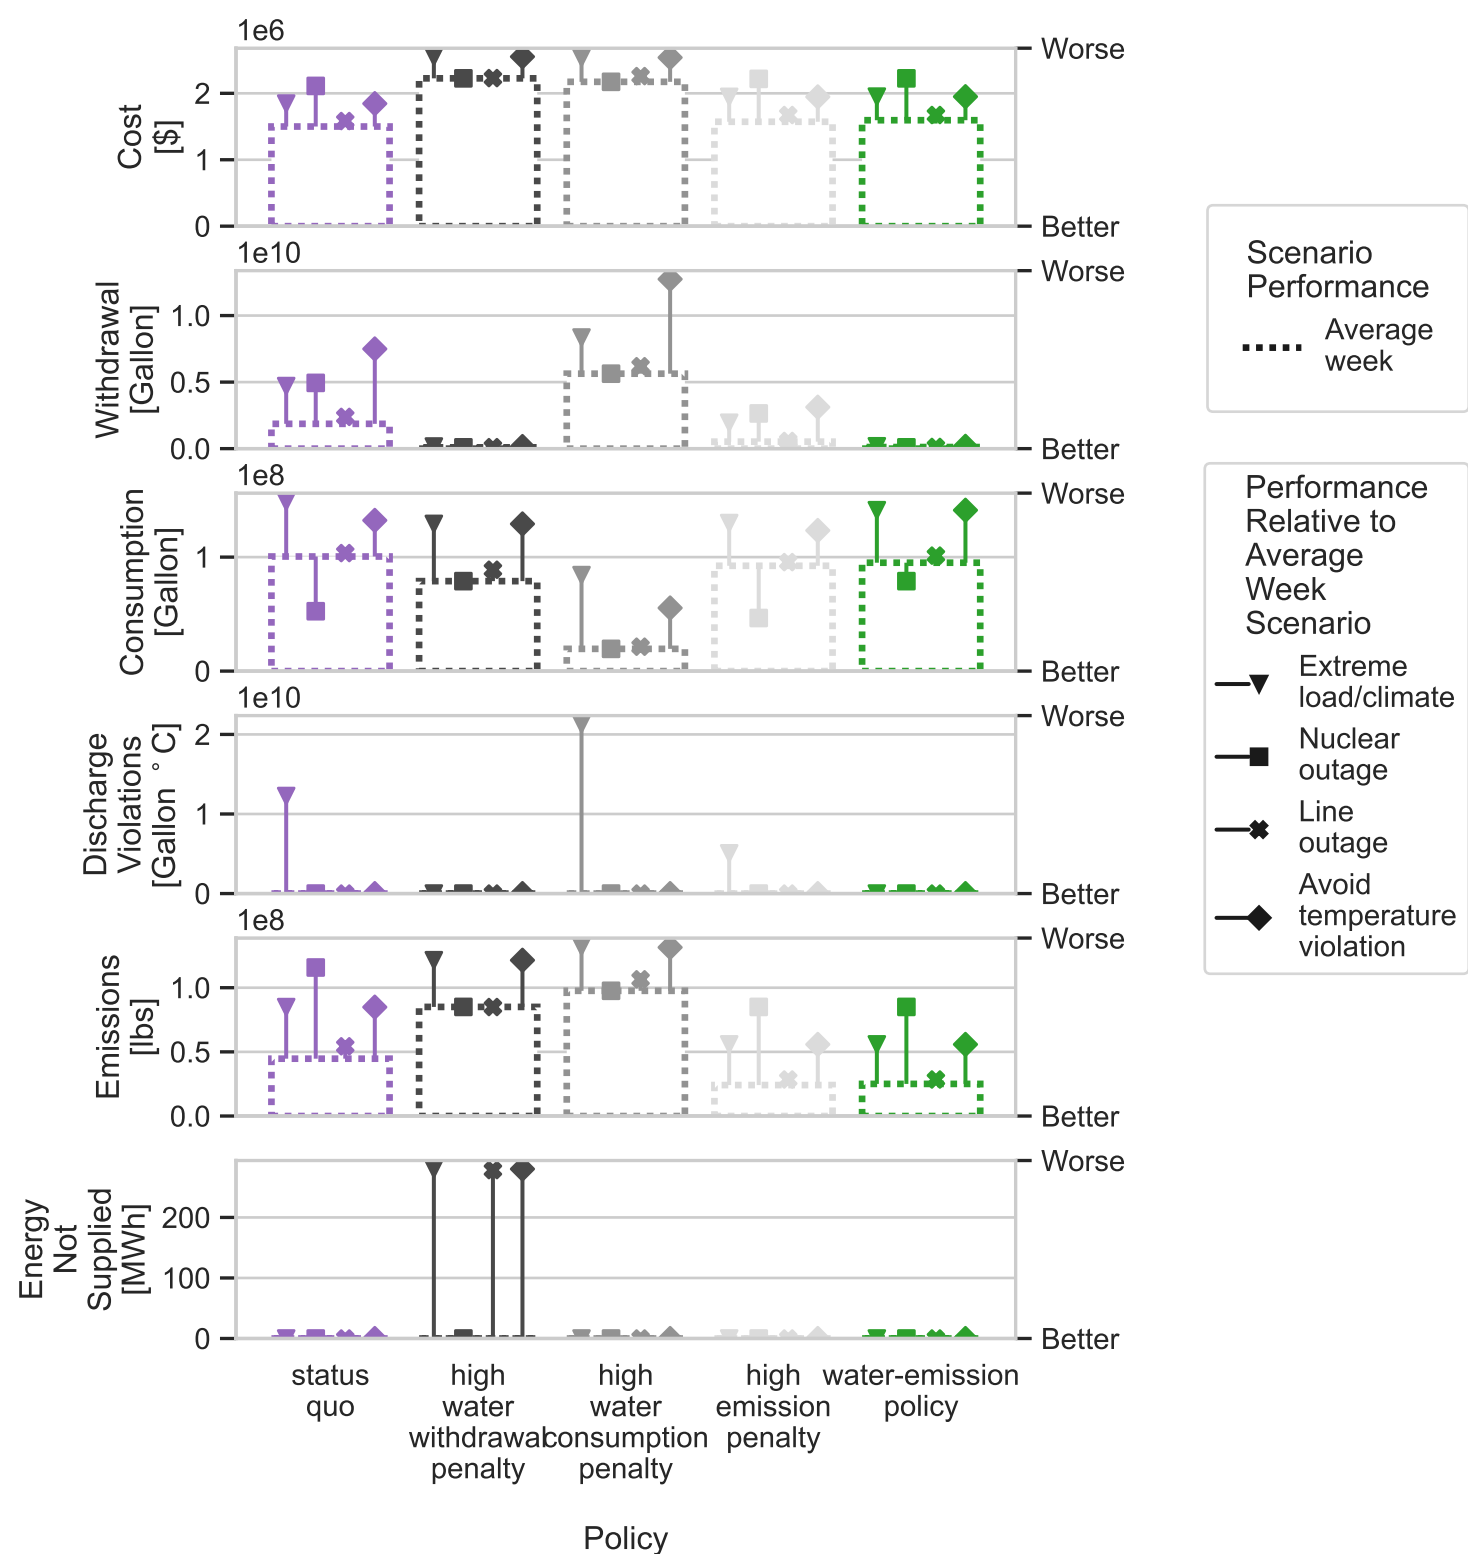 1e6
Cost
[$]
2
1
0
Worse
Better
1e10
Withdrawal
[Gallon]
1.0
0.5
0.0
Worse
Better
1e8
Consumption
[Gallon]
1
0
Worse
Better
1e10
Discharge
Violations
[Gallon °C]
2
1
0
Worse
Better
1e8
Emissions
[lbs]
1.0
0.5
0.0
Worse
Better
Energy
Not
Supplied
[MWh]
200
100
0
Worse
Better
status
quo
high
water
withdrawal
penalty
high
water
consumption
penalty
high
emission
penalty
water-emission
policy
Policy
Scenario
Performance
Average
week
Performance
Relative to
Average
Week
Scenario
Extreme
load/climate
Nuclear
outage
Line
outage
Avoid
temperature
violation